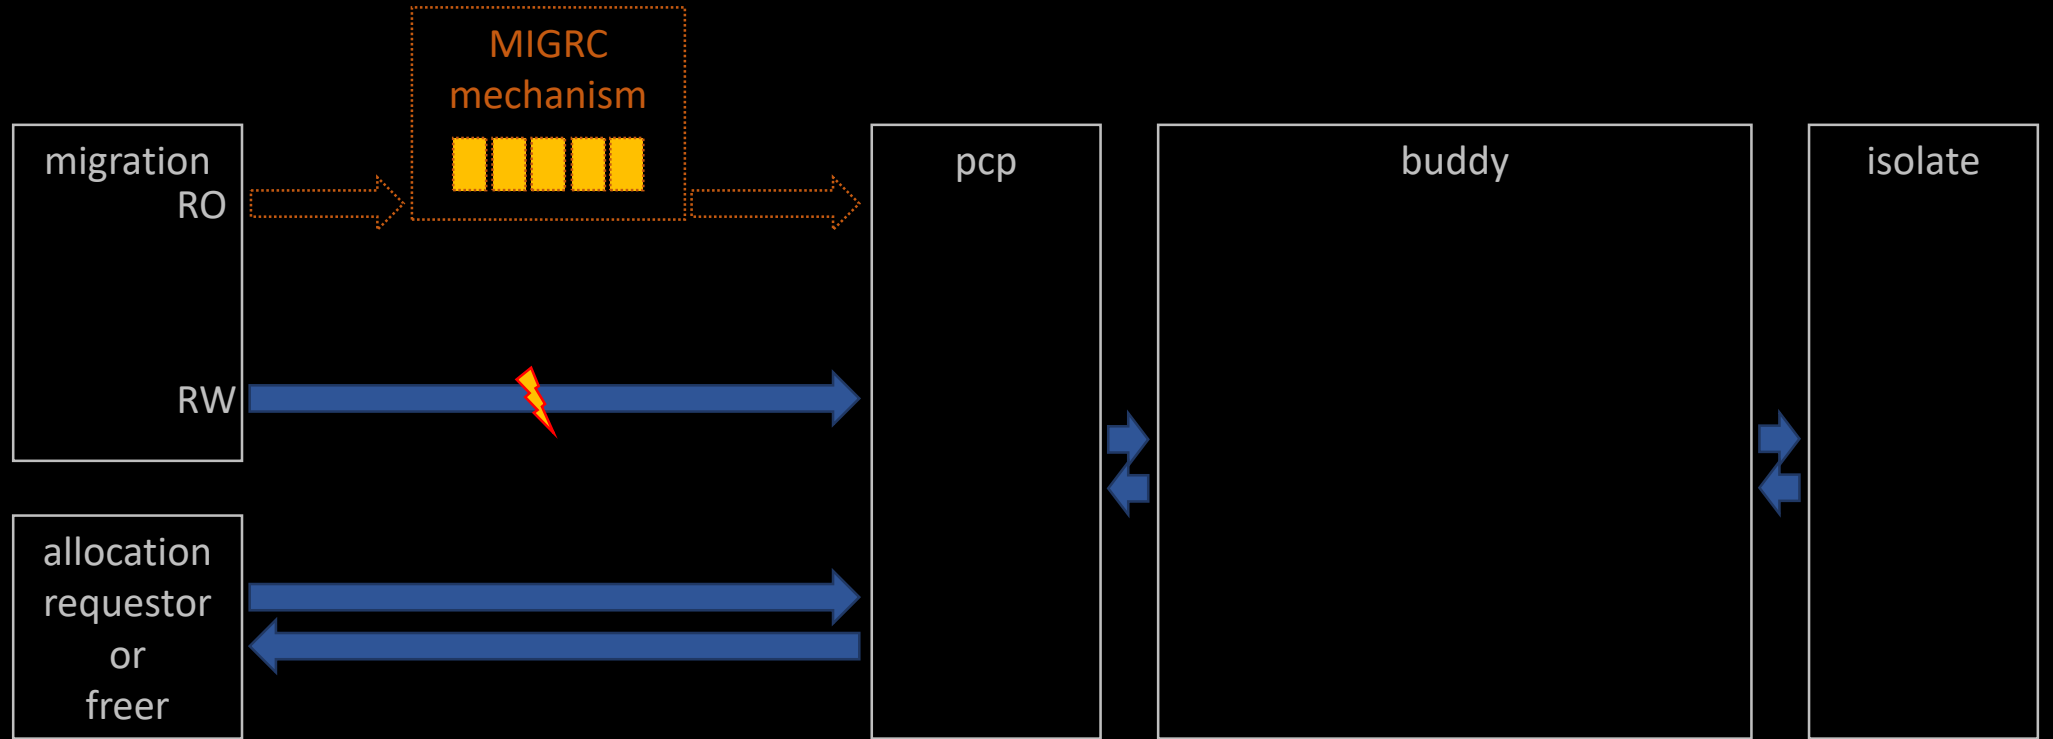 MIGRC
mechanism
migration
RO
RW
pcp
buddy
isolate
allocation
requestor
or
freer